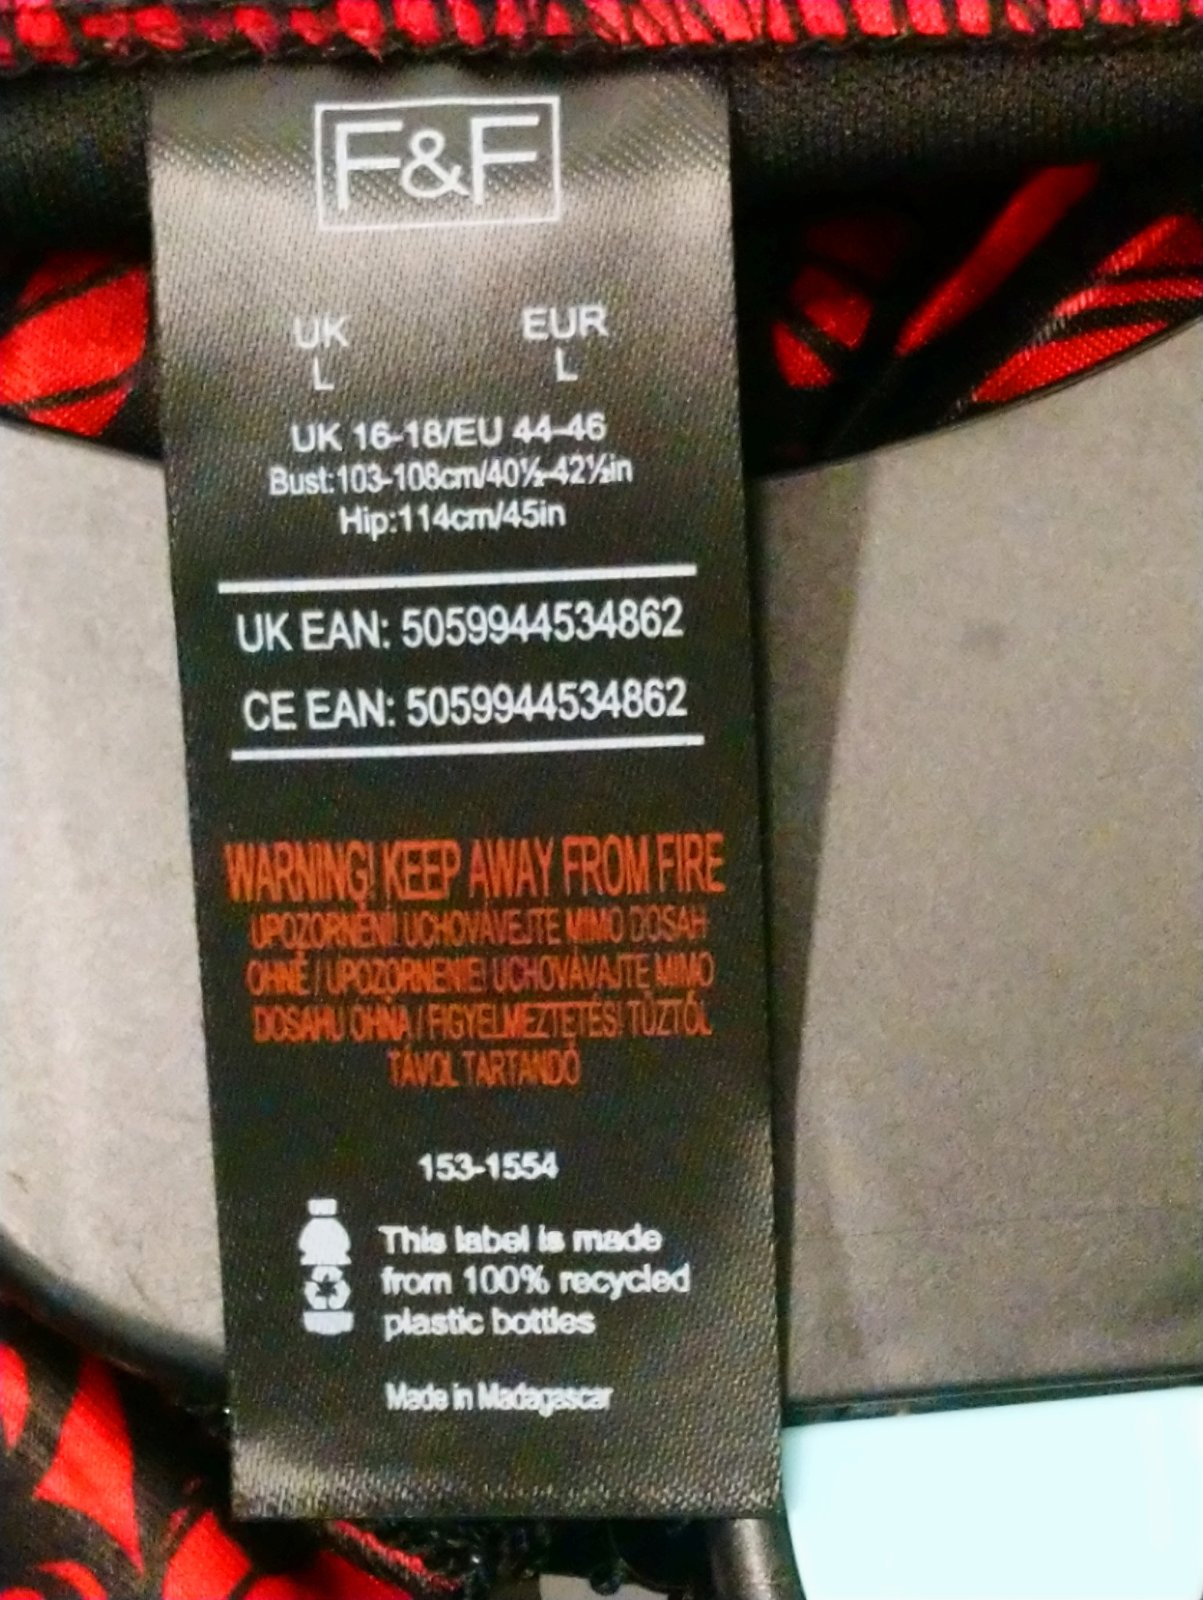 F&F
UK EUR
L L
UK 16-18/EU 44-46
Bust:103-108cm/40½-42½in
Hip:114cm/45in
UK EAN: 5059944534862
CE EAN: 5059944534862
WARNING! KEEP AWAY FROM FIRE
UPOZORNĚNÍ! UCHOVÁVEJTE MIMO DOSAH
OHNĚ / UPOZORNENIE! UCHOVÁVAJTE MIMO
DOSAHU OHŇA / FIGYELMEZTETÉS! TŰZTŐL
TÁVOL TARTANDÓ
153-1554
This label is made
from 100% recycled
plastic bottles
Made in Madagascar